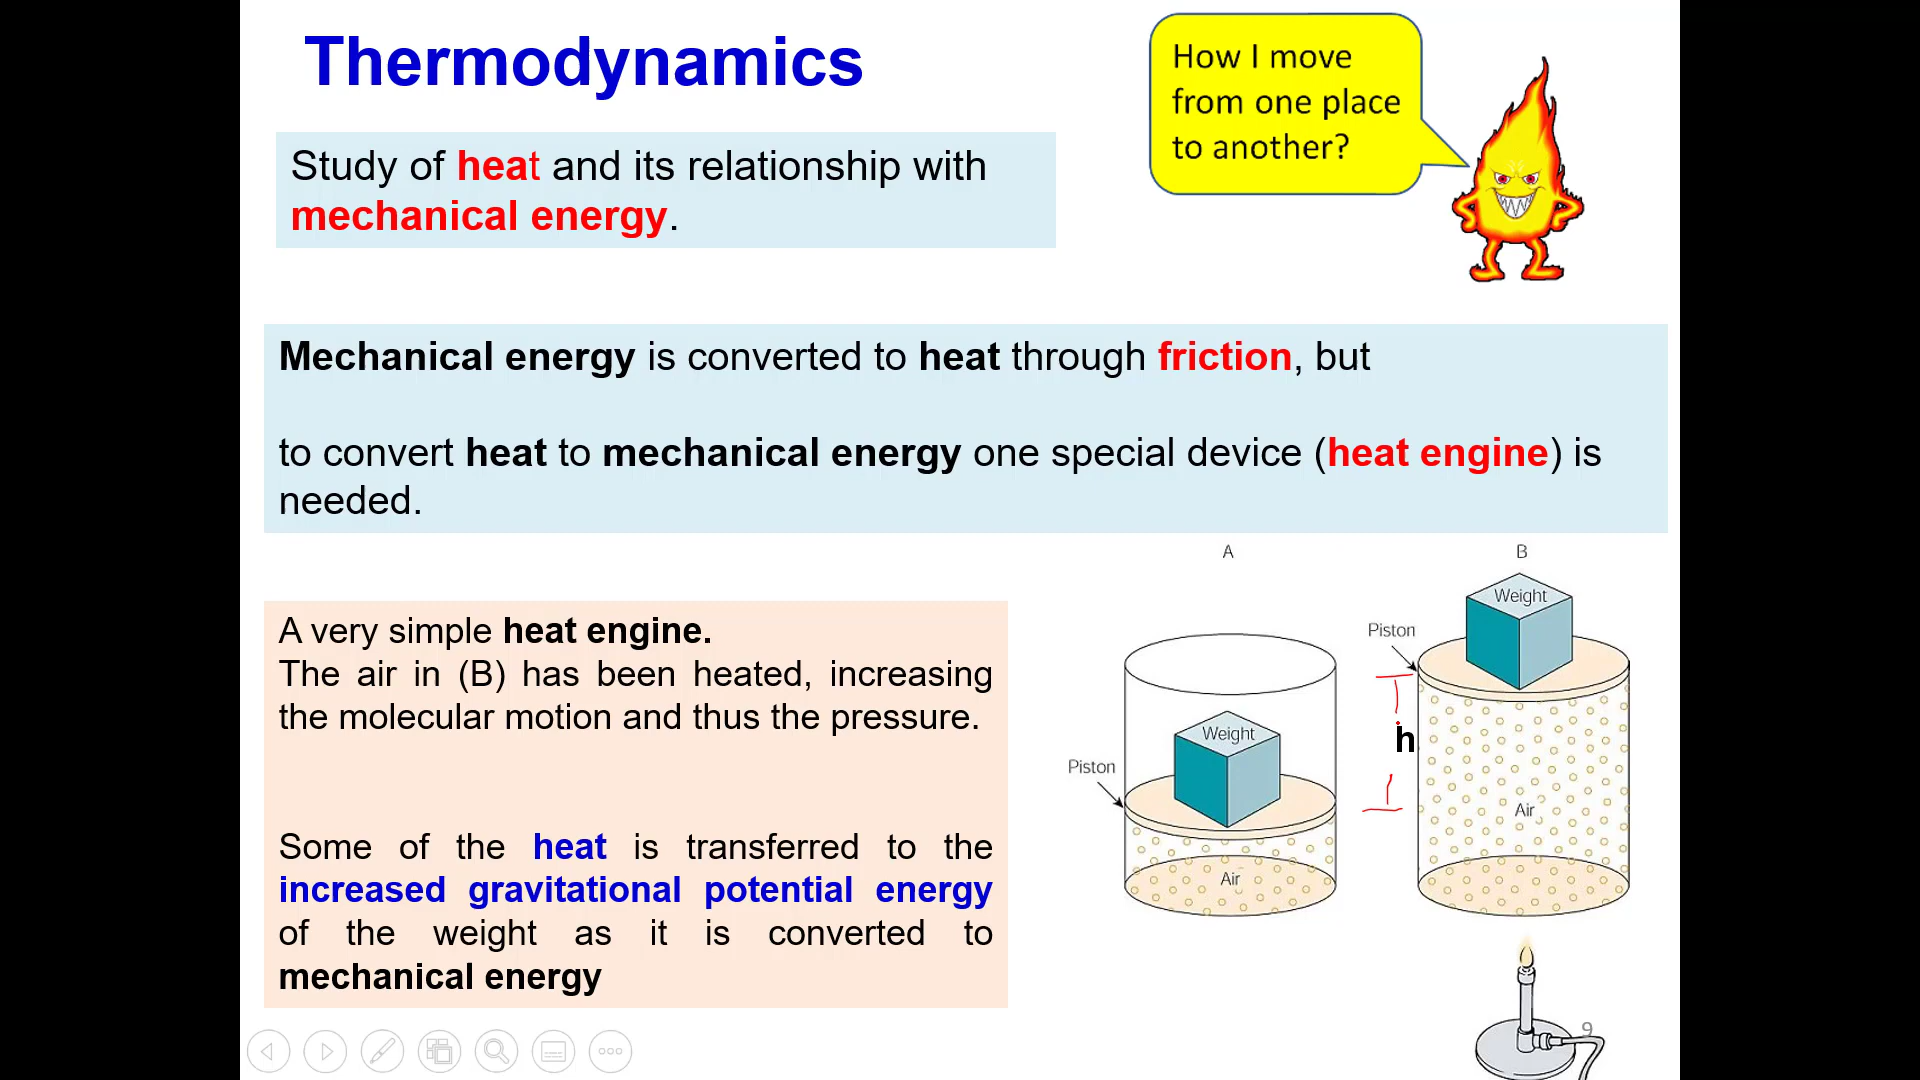 Thermodynamics
How I move
from one place
to another?
Study of heat and its relationship with
mechanical energy.
Mechanical energy is converted to heat through friction, but
to convert heat to mechanical energy one special device (heat engine) is
needed.
A very simple heat engine.
The air in (B) has been heated, increasing
the molecular motion and thus the pressure.
Some of the heat is transferred to the
increased gravitational potential energy
of the weight as it is converted to
mechanical energy
A
Weight
Piston
Air
B
Weight
Piston
h
Air
9